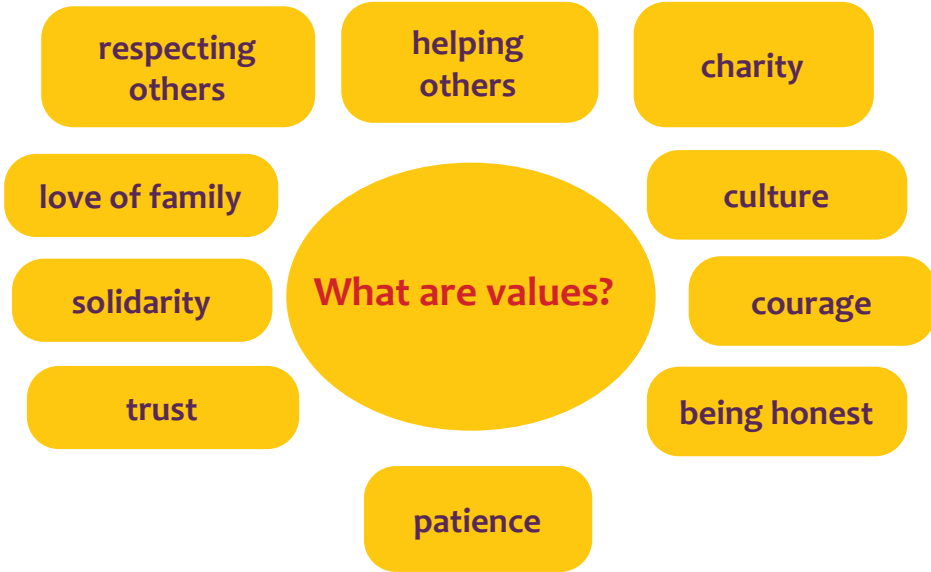 respecting
others
helping
others
charity
love of family
culture
What are values?
solidarity
courage
trust
being honest
patience